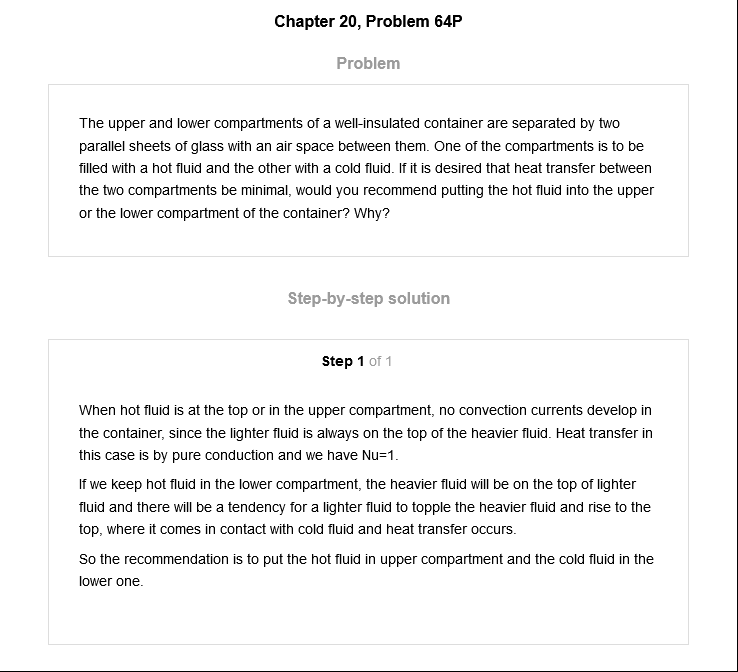 Chapter 20, Problem 64P
Problem
The upper and lower compartments of a well-insulated container are separated by two
parallel sheets of glass with an air space between them. One of the compartments is to be
filled with a hot fluid and the other with a cold fluid. If it is desired that heat transfer between
the two compartments be minimal, would you recommend putting the hot fluid into the upper
or the lower compartment of the container? Why?
Step-by-step solution
Step 1 of 1
When hot fluid is at the top or in the upper compartment, no convection currents develop in
the container, since the lighter fluid is always on the top of the heavier fluid. Heat transfer in
this case is by pure conduction and we have Nu=1.
If we keep hot fluid in the lower compartment, the heavier fluid will be on the top of lighter
fluid and there will be a tendency for a lighter fluid to topple the heavier fluid and rise to the
top, where it comes in contact with cold fluid and heat transfer occurs.
So the recommendation is to put the hot fluid in upper compartment and the cold fluid in the
lower one.